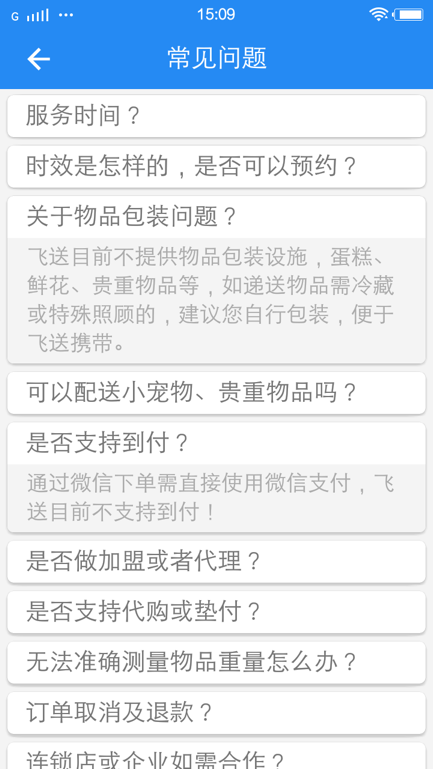 G 15:09
常见问题
服务时间？
时效是怎样的，是否可以预约？
关于物品包装问题？
飞送目前不提供物品包装设施，蛋糕、
鲜花、贵重物品等，如递送物品需冷藏
或特殊照顾的，建议您自行包装，便于
飞送携带。
可以配送小宠物、贵重物品吗？
是否支持到付？
通过微信下单需直接使用微信支付，飞
送目前不支持到付！
是否做加盟或者代理？
是否支持代购或垫付？
无法准确测量物品重量怎么办？
订单取消及退款？
连锁店或企业如需合作？